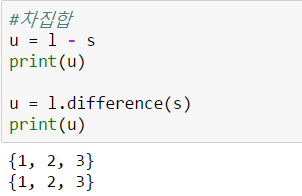 #차집합
u = l - s
print(u)
u = l.difference(s)
print(u)
{1, 2, 3}
{1, 2, 3}